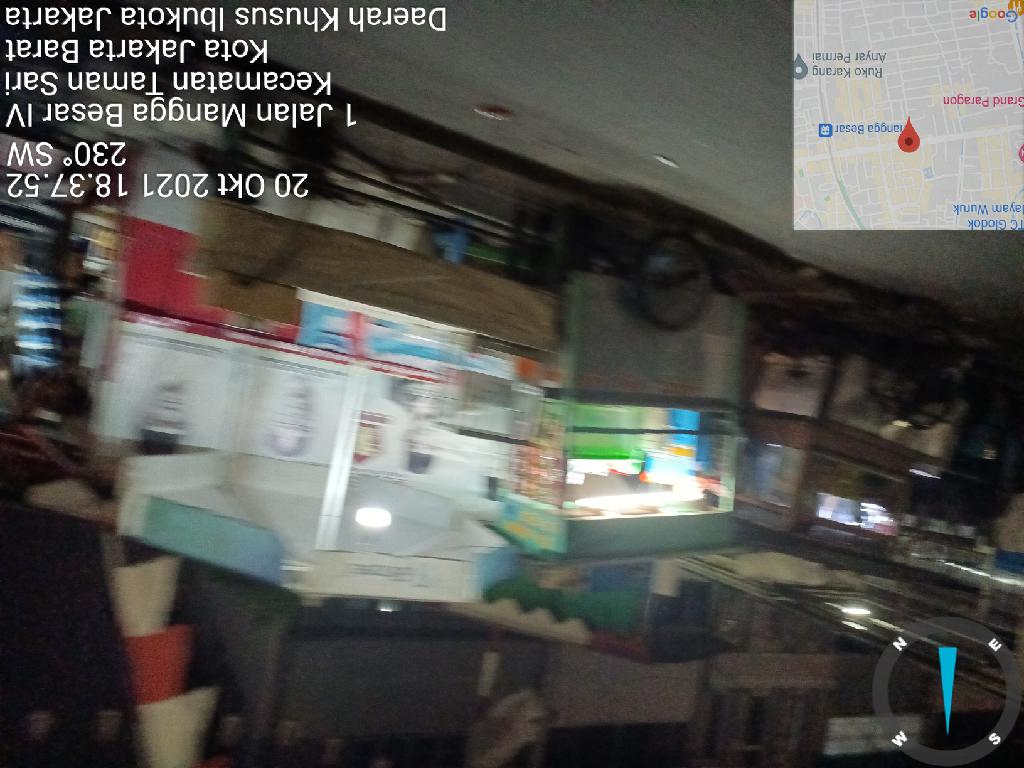 S
W
E
N
TC Glodok
Hayam Wuruk
Mangga Besar
Grand Paragon
Ruko Karang
Anyar Permai
Google
20 Okt 2021 18.37.52
230° SW
1 Jalan Mangga Besar IV
Kecamatan Taman Sari
Kota Jakarta Barat
Daerah Khusus Ibukota Jakarta